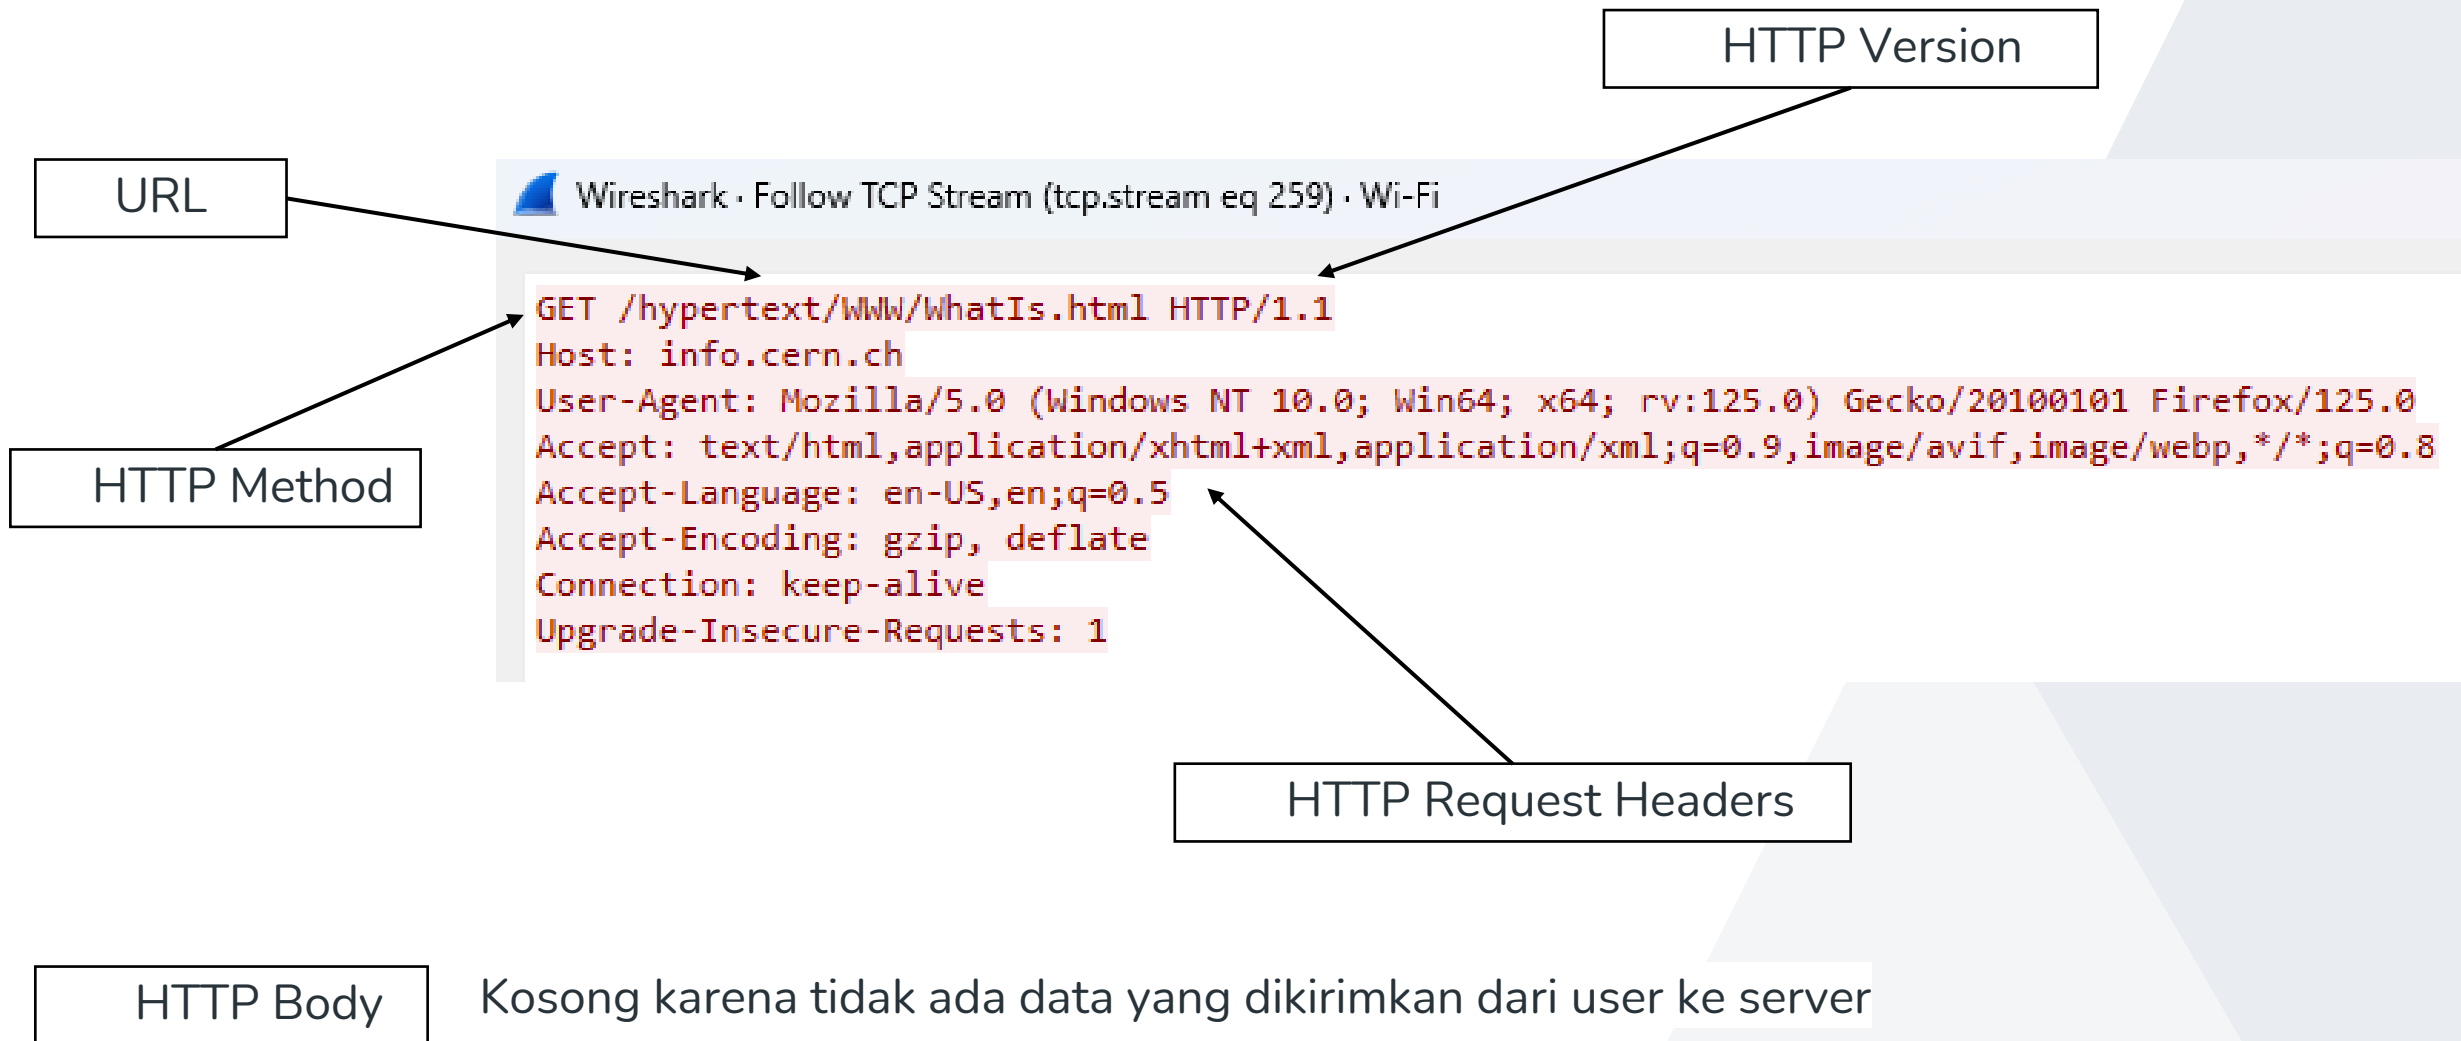 HTTP Version
URL
Wireshark · Follow TCP Stream (tcp.stream eq 259) · Wi-Fi
GET /hypertext/WWW/WhatIs.html HTTP/1.1
Host: info.cern.ch
User-Agent: Mozilla/5.0 (Windows NT 10.0; Win64; x64; rv:125.0) Gecko/20100101 Firefox/125.0
Accept: text/html,application/xhtml+xml,application/xml;q=0.9,image/avif,image/webp,*/*;q=0.8
HTTP Method
Accept-Language: en-US,en;q=0.5
Accept-Encoding: gzip, deflate
Connection: keep-alive
Upgrade-Insecure-Requests: 1
HTTP Request Headers
HTTP Body
Kosong karena tidak ada data yang dikirimkan dari user ke server